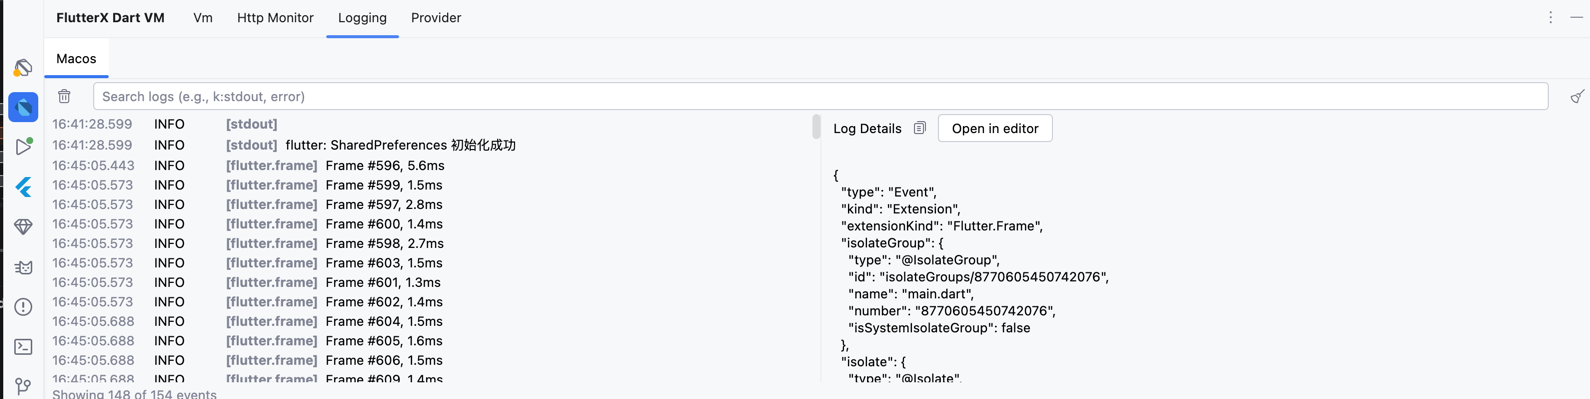 FlutterX Dart VM Vm Http Monitor Logging Provider
Macos
Search logs (e.g., k:stdout, error)
16:41:28.599 INFO [stdout]
16:41:28.599 INFO [stdout] flutter: SharedPreferences 初始化成功
16:45:05.443 INFO [flutter.frame] Frame #596, 5.6ms
16:45:05.573 INFO [flutter.frame] Frame #599, 1.5ms
16:45:05.573 INFO [flutter.frame] Frame #597, 2.8ms
16:45:05.573 INFO [flutter.frame] Frame #600, 1.4ms
16:45:05.573 INFO [flutter.frame] Frame #598, 2.7ms
16:45:05.573 INFO [flutter.frame] Frame #603, 1.5ms
16:45:05.573 INFO [flutter.frame] Frame #601, 1.3ms
16:45:05.573 INFO [flutter.frame] Frame #602, 1.4ms
16:45:05.688 INFO [flutter.frame] Frame #604, 1.5ms
16:45:05.688 INFO [flutter.frame] Frame #605, 1.6ms
16:45:05.688 INFO [flutter.frame] Frame #606, 1.5ms
16:45:05.688 INFO [flutter.frame] Frame #609, 1.4ms
Showing 148 of 154 events
Log Details Open in editor
{
"type": "Event",
"kind": "Extension",
"extensionKind": "Flutter.Frame",
"isolateGroup": {
"type": "@IsolateGroup",
"id": "isolateGroups/8770605450742076",
"name": "main.dart",
"number": "8770605450742076",
"isSystemIsolateGroup": false
},
"isolate": {
"type": "@Isolate",